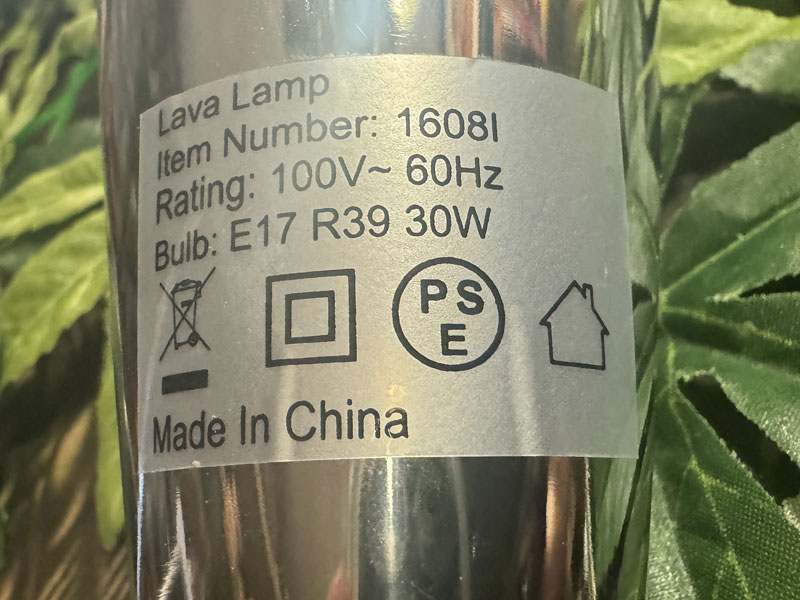 Lava Lamp
Item Number: 1608I
Rating: 100V~ 60Hz
Bulb: E17 R39 30W
PS
E
Made In China